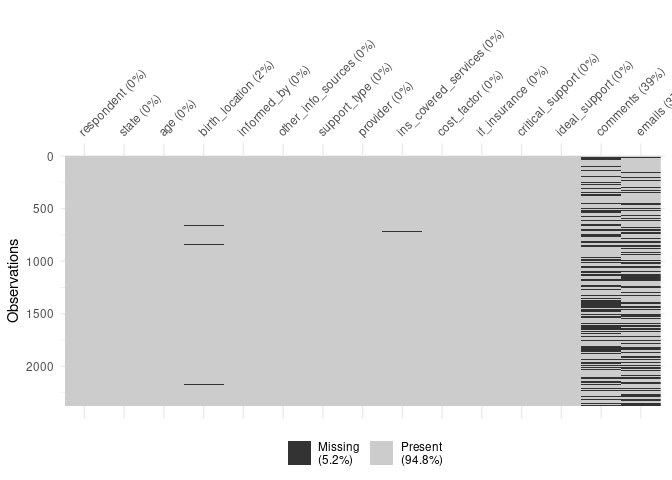 respondent (0%)
state (0%)
age (0%)
birth_location (2%)
informed_by (0%)
other_info_sources (0%)
support_type (0%)
provider (0%)
ins_covered_services (0%)
cost_factor (0%)
if_insurance (0%)
critical_support (0%)
ideal_support (0%)
comments (39%)
emails
0
500
1000
1500
2000
Observations
Missing
(5.2%)
Present
(94.8%)